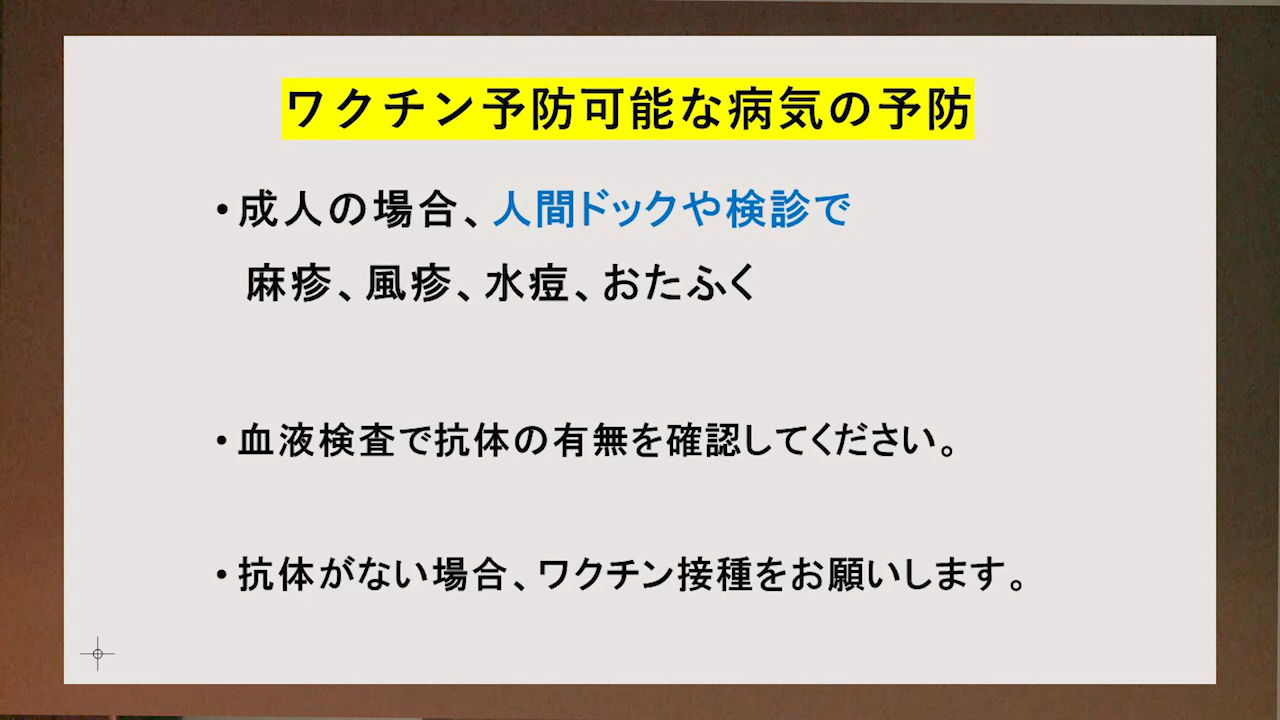 ワクチン予防可能な病気の予防
・成人の場合、人間ドックや検診で
麻疹、風疹、水痘、おたふく
・血液検査で抗体の有無を確認してください。
・抗体がない場合、ワクチン接種をお願いします。